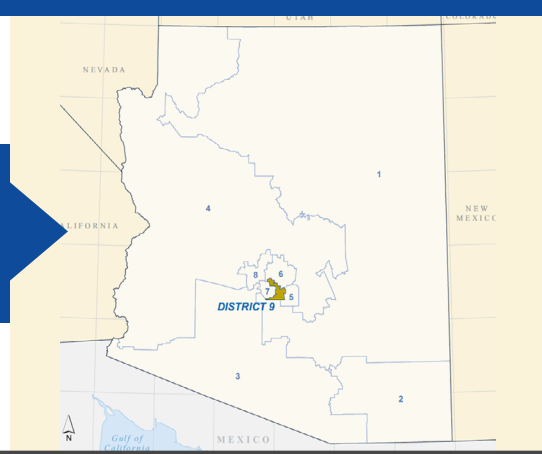 UTAH
COLORADO
NEVADA
1
NEW
MEXICO
4
ALIFORNIA
8
6
7
5
DISTRICT 9
3
2
N
Gulf of
California
MEXICO